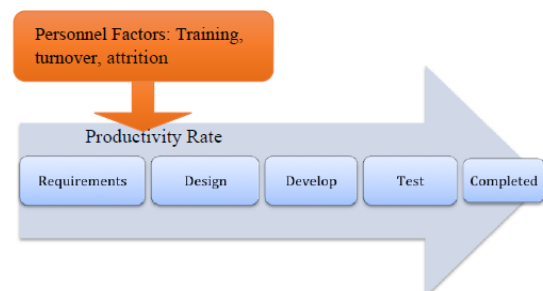 Personnel Factors: Training,
turnover, attrition
Productivity Rate
Requirements
Design
Develop
Test
Completed